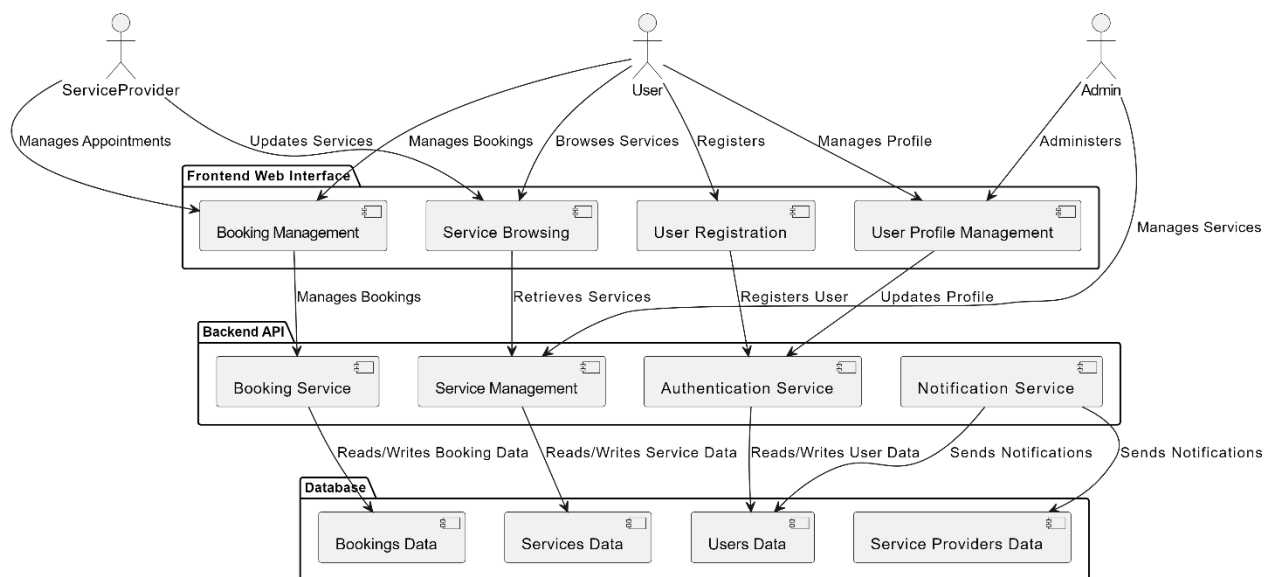 ServiceProvider
User
Admin
Manages Appointments
Updates Services
Manages Bookings
Browses Services
Registers
Manages Profile
Administers
Frontend Web Interface
Booking Management
Service Browsing
User Registration
User Profile Management
Manages Services
Manages Bookings
Retrieves Services
Registers User
Updates Profile
Backend API
Booking Service
Service Management
Authentication Service
Notification Service
Reads/Writes Booking Data
Reads/Writes Service Data
Reads/Writes User Data
Sends Notifications
Sends Notifications
Database
Bookings Data
Services Data
Users Data
Service Providers Data